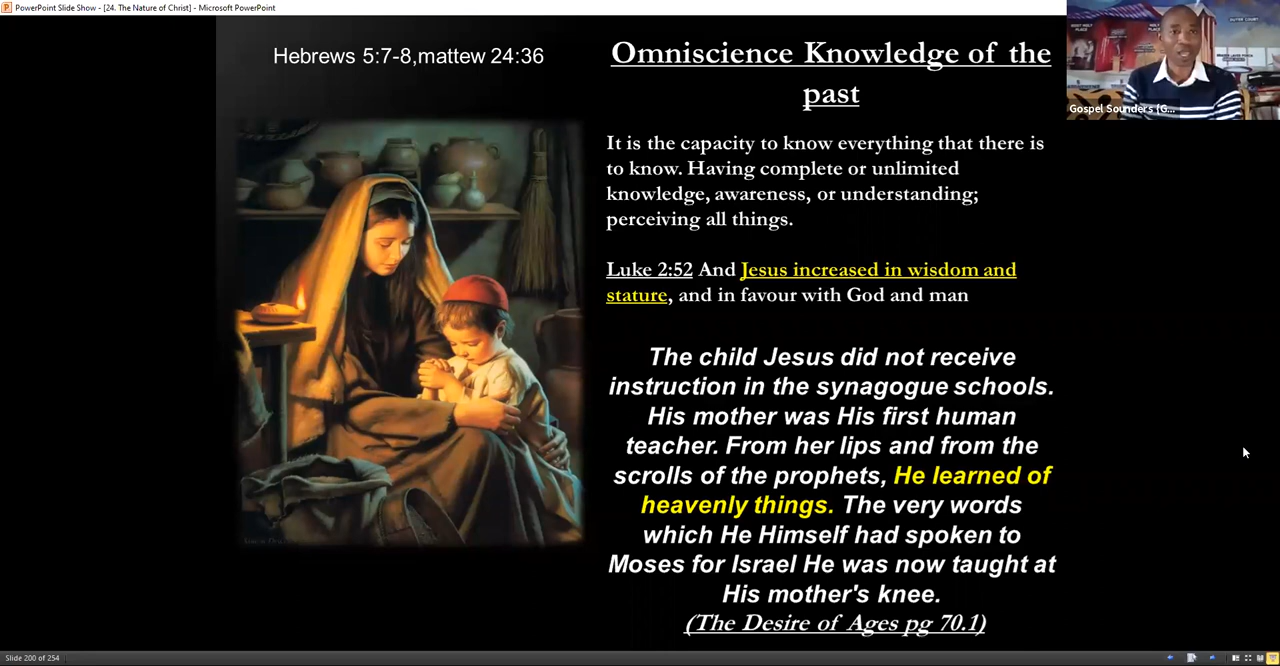 PowerPoint Slide Show - [24. The Nature of Christ] - Microsoft PowerPoint
Hebrews 5:7-8,mattew 24:36
Omniscience Knowledge of the
past
It is the capacity to know everything that there is
to know. Having complete or unlimited
knowledge, awareness, or understanding;
perceiving all things.
Luke 2:52 And Jesus increased in wisdom and
stature, and in favour with God and man
The child Jesus did not receive
instruction in the synagogue schools.
His mother was His first human
teacher. From her lips and from the
scrolls of the prophets, He learned of
heavenly things. The very words
which He Himself had spoken to
Moses for Israel He was now taught at
His mother's knee.
(The Desire of Ages pg 70.1)
Gospel Sounders (G...
Slide 200 of 254